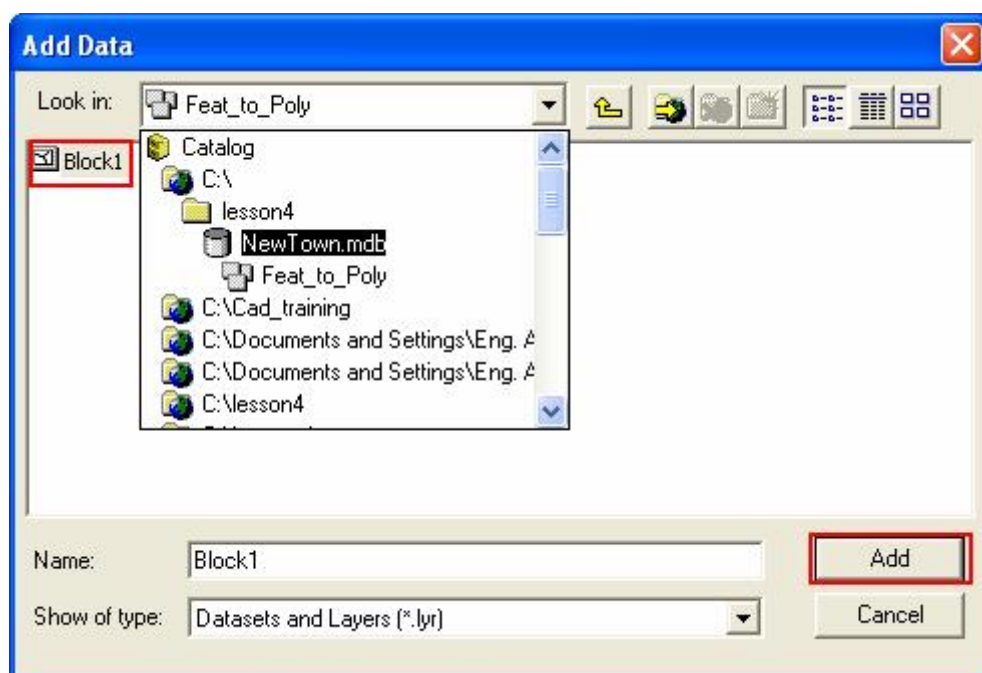 Add Data
Look in: Feat_to_Poly
Block1
Catalog
C:\
lesson4
NewTown.mdb
Feat_to_Poly
C:\Cad_training
C:\Documents and Settings\Eng. A
C:\Documents and Settings\Eng. A
C:\lesson4
Name: Block1
Add
Show of type: Datasets and Layers (*.lyr)
Cancel